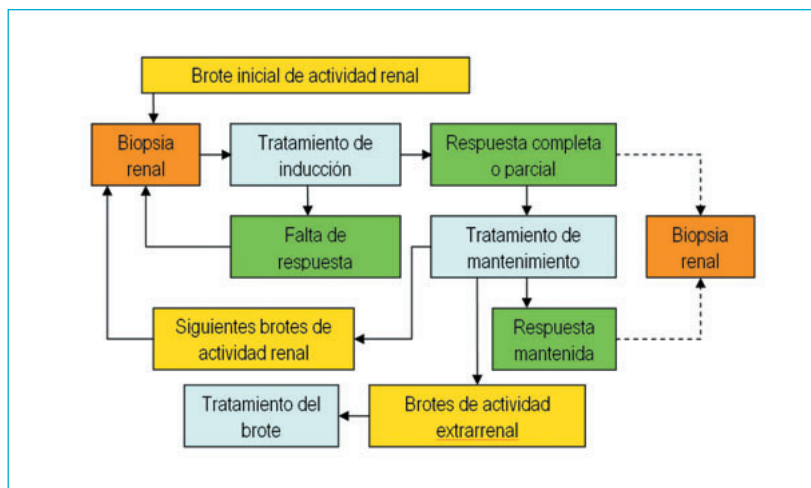 Brote inicial de actividad renal
Biopsia
renal
Tratamiento de
inducción
Respuesta completa
o parcial
Falta de
respuesta
Tratamiento de
mantenimiento
Biopsia
renal
Siguientes brotes de
actividad renal
Respuesta
mantenida
Tratamiento del
brote
Brotes de actividad
extrarrenal